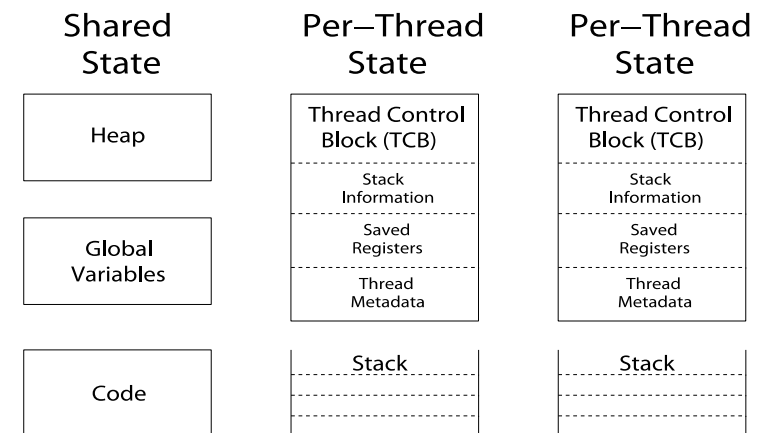 Shared
State
Heap
Global
Variables
Code
Per–Thread
State
Thread Control
Block (TCB)
Stack
Information
Saved
Registers
Thread
Metadata
Stack
Per–Thread
State
Thread Control
Block (TCB)
Stack
Information
Saved
Registers
Thread
Metadata
Stack